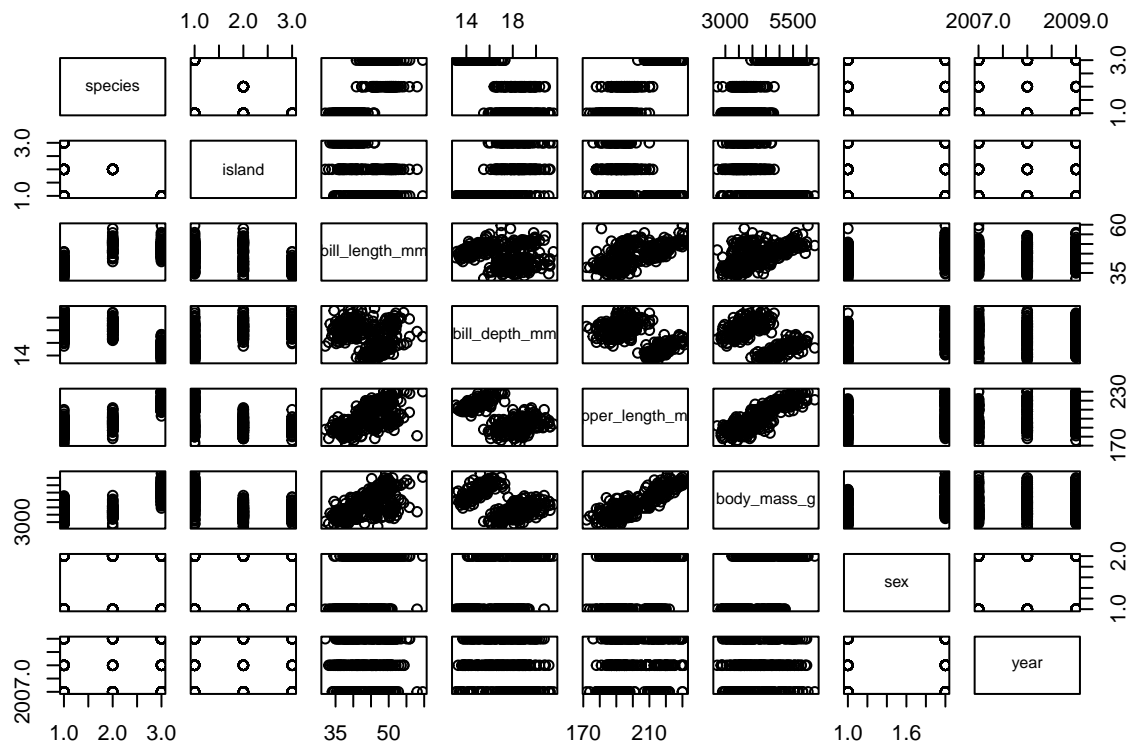 1.0 2.0 3.0 14 18 3000 5500 2007.0 2009.0
species 1.0 3.0
1.0 3.0 island
bill_length_mm 35 60
14 bill_depth_mm
pper_length_m 170 230
3000 body_mass_g
sex 1.0 2.0
2007.0 year
1.0 2.0 3.0 35 50 170 210 1.0 1.6